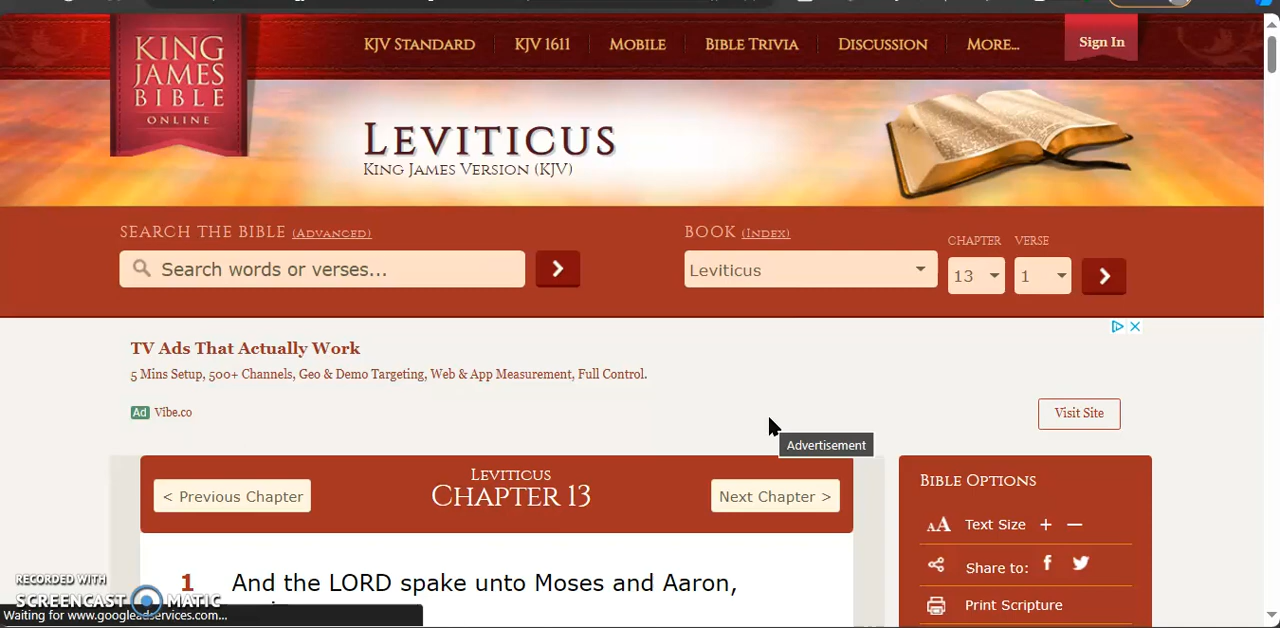 KING
JAMES
BIBLE
ONLINE
KJV STANDARD
KJV 1611
MOBILE
BIBLE TRIVIA
DISCUSSION
MORE...
Sign In
LEVITICUS
KING JAMES VERSION (KJV)
SEARCH THE BIBLE (ADVANCED)
Search words or verses...
BOOK (INDEX)
Leviticus
CHAPTER
13
VERSE
1
TV Ads That Actually Work
5 Mins Setup, 500+ Channels, Geo & Demo Targeting, Web & App Measurement, Full Control.
Ad Vibe.co
Visit Site
Advertisement
< Previous Chapter
LEVITICUS
CHAPTER 13
Next Chapter >
BIBLE OPTIONS
AA Text Size + −
Share to: f
Print Scripture
1 And the LORD spake unto Moses and Aaron,
RECORDED WITH
SCREENCAST MATIC
Waiting for www.googleadservices.com...